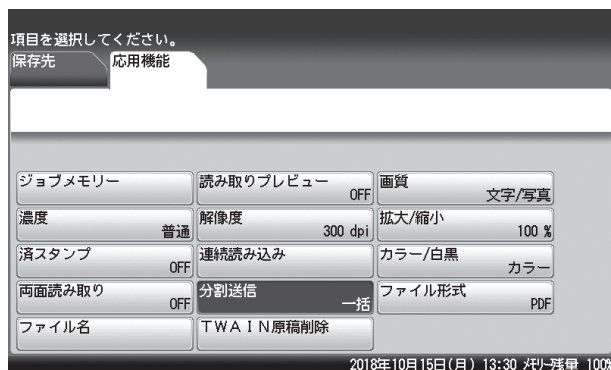 項目を選択してください。
保存先 応用機能
ジョブメモリー 読み取りプレビュー OFF 画質 文字/写真
濃度 普通 解像度 300 dpi 拡大/縮小 100 %
済スタンプ OFF 連続読み込み カラー/白黒 カラー
両面読み取り OFF 分割送信 一括 ファイル形式 PDF
ファイル名 TWAIN原稿削除
2018年10月15日(月) 13:30 メモリー残量 100%